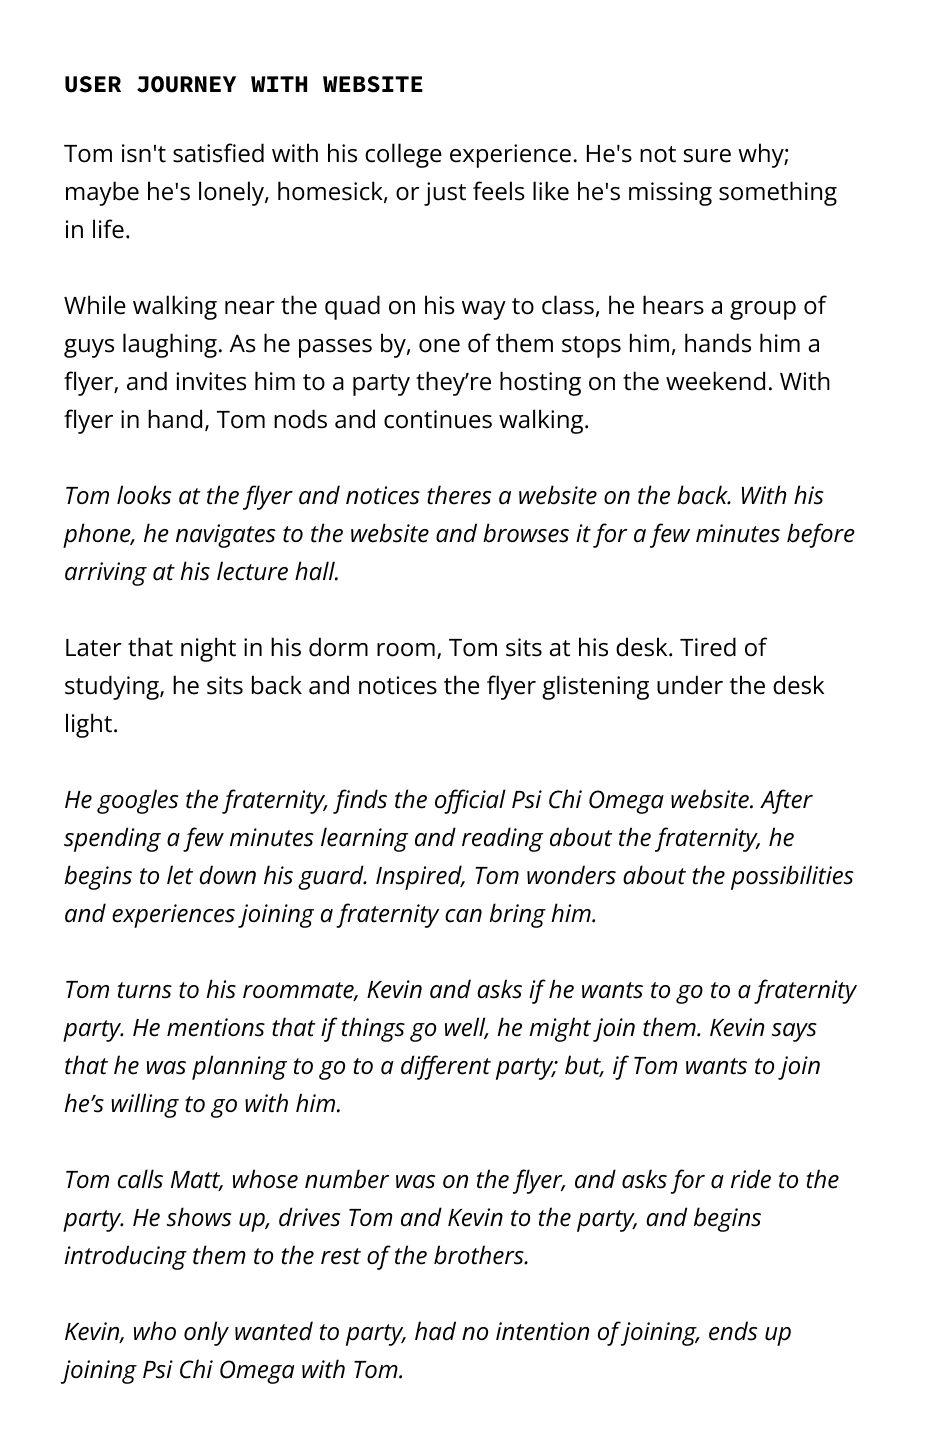 USER JOURNEY WITH WEBSITE
Tom isn't satisfied with his college experience. He's not sure why;
maybe he's lonely, homesick, or just feels like he's missing something
in life.
While walking near the quad on his way to class, he hears a group of
guys laughing. As he passes by, one of them stops him, hands him a
flyer, and invites him to a party they’re hosting on the weekend. With
flyer in hand, Tom nods and continues walking.
Tom looks at the flyer and notices theres a website on the back. With his
phone, he navigates to the website and browses it for a few minutes before
arriving at his lecture hall.
Later that night in his dorm room, Tom sits at his desk. Tired of
studying, he sits back and notices the flyer glistening under the desk
light.
He googles the fraternity, finds the official Psi Chi Omega website. After
spending a few minutes learning and reading about the fraternity, he
begins to let down his guard. Inspired, Tom wonders about the possibilities
and experiences joining a fraternity can bring him.
Tom turns to his roommate, Kevin and asks if he wants to go to a fraternity
party. He mentions that if things go well, he might join them. Kevin says
that he was planning to go to a different party; but, if Tom wants to join
he’s willing to go with him.
Tom calls Matt, whose number was on the flyer, and asks for a ride to the
party. He shows up, drives Tom and Kevin to the party, and begins
introducing them to the rest of the brothers.
Kevin, who only wanted to party, had no intention of joining, ends up
joining Psi Chi Omega with Tom.